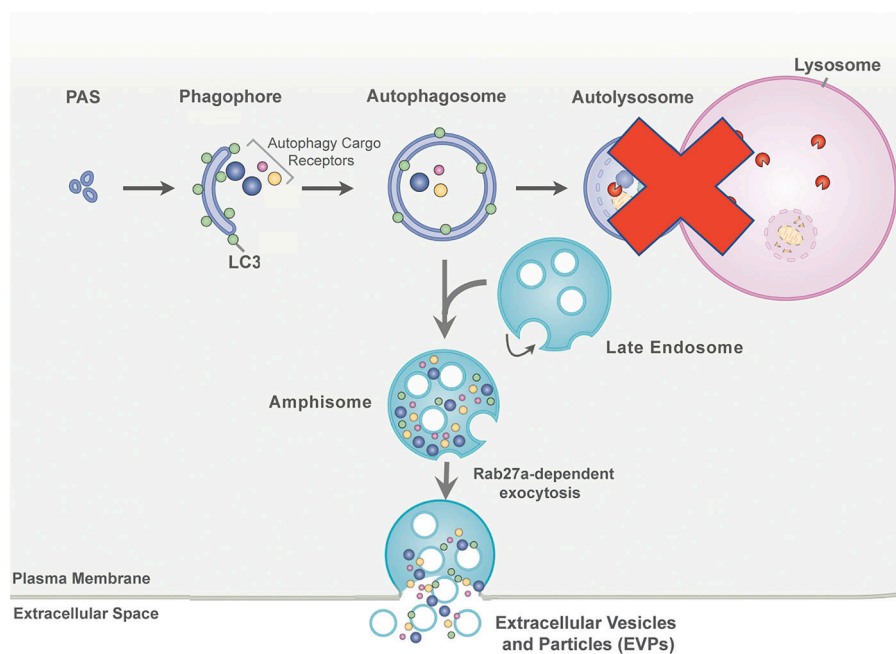 Lysosome
PAS
Phagophore
Autophagosome
Autolysosome
Autophagy Cargo
Receptors
LC3
Late Endosome
Amphisome
Rab27a-dependent
exocytosis
Plasma Membrane
Extracellular Space
Extracellular Vesicles
and Particles (EVPs)